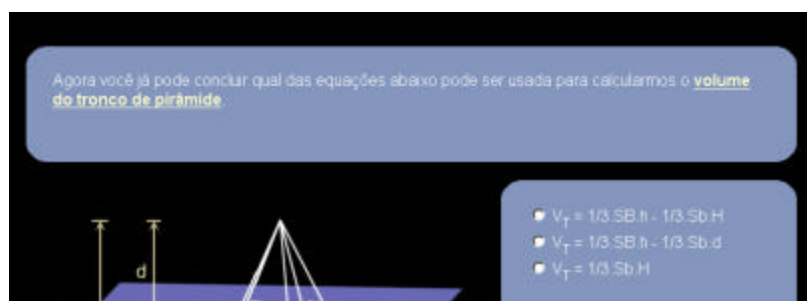 Agora você já pode concluir qual das equações abaixo pode ser usada para calcularmos o volume
do tronco de pirâmide.
V_T = 1/3.SB.h - 1/3.Sb.H
V_T = 1/3.SB.h - 1/3.Sb.d
V_T = 1/3.Sb.H
d